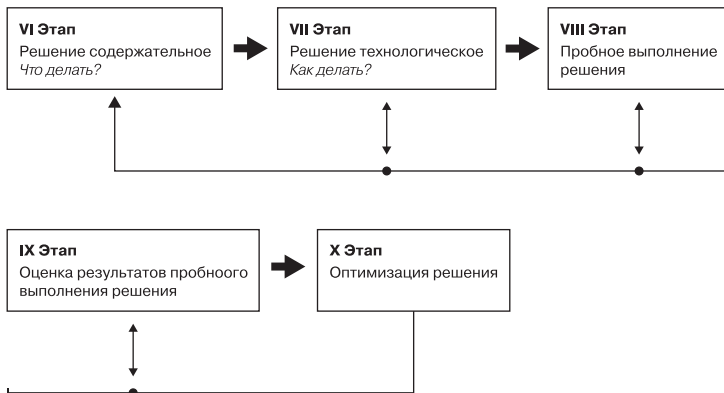 VI Этап
Решение содержательное
Что делать?
VII Этап
Решение технологическое
Как делать?
VIII Этап
Пробное выполнение
решения
IX Этап
Оценка результатов пробноого
выполнения решения
X Этап
Оптимизация решения